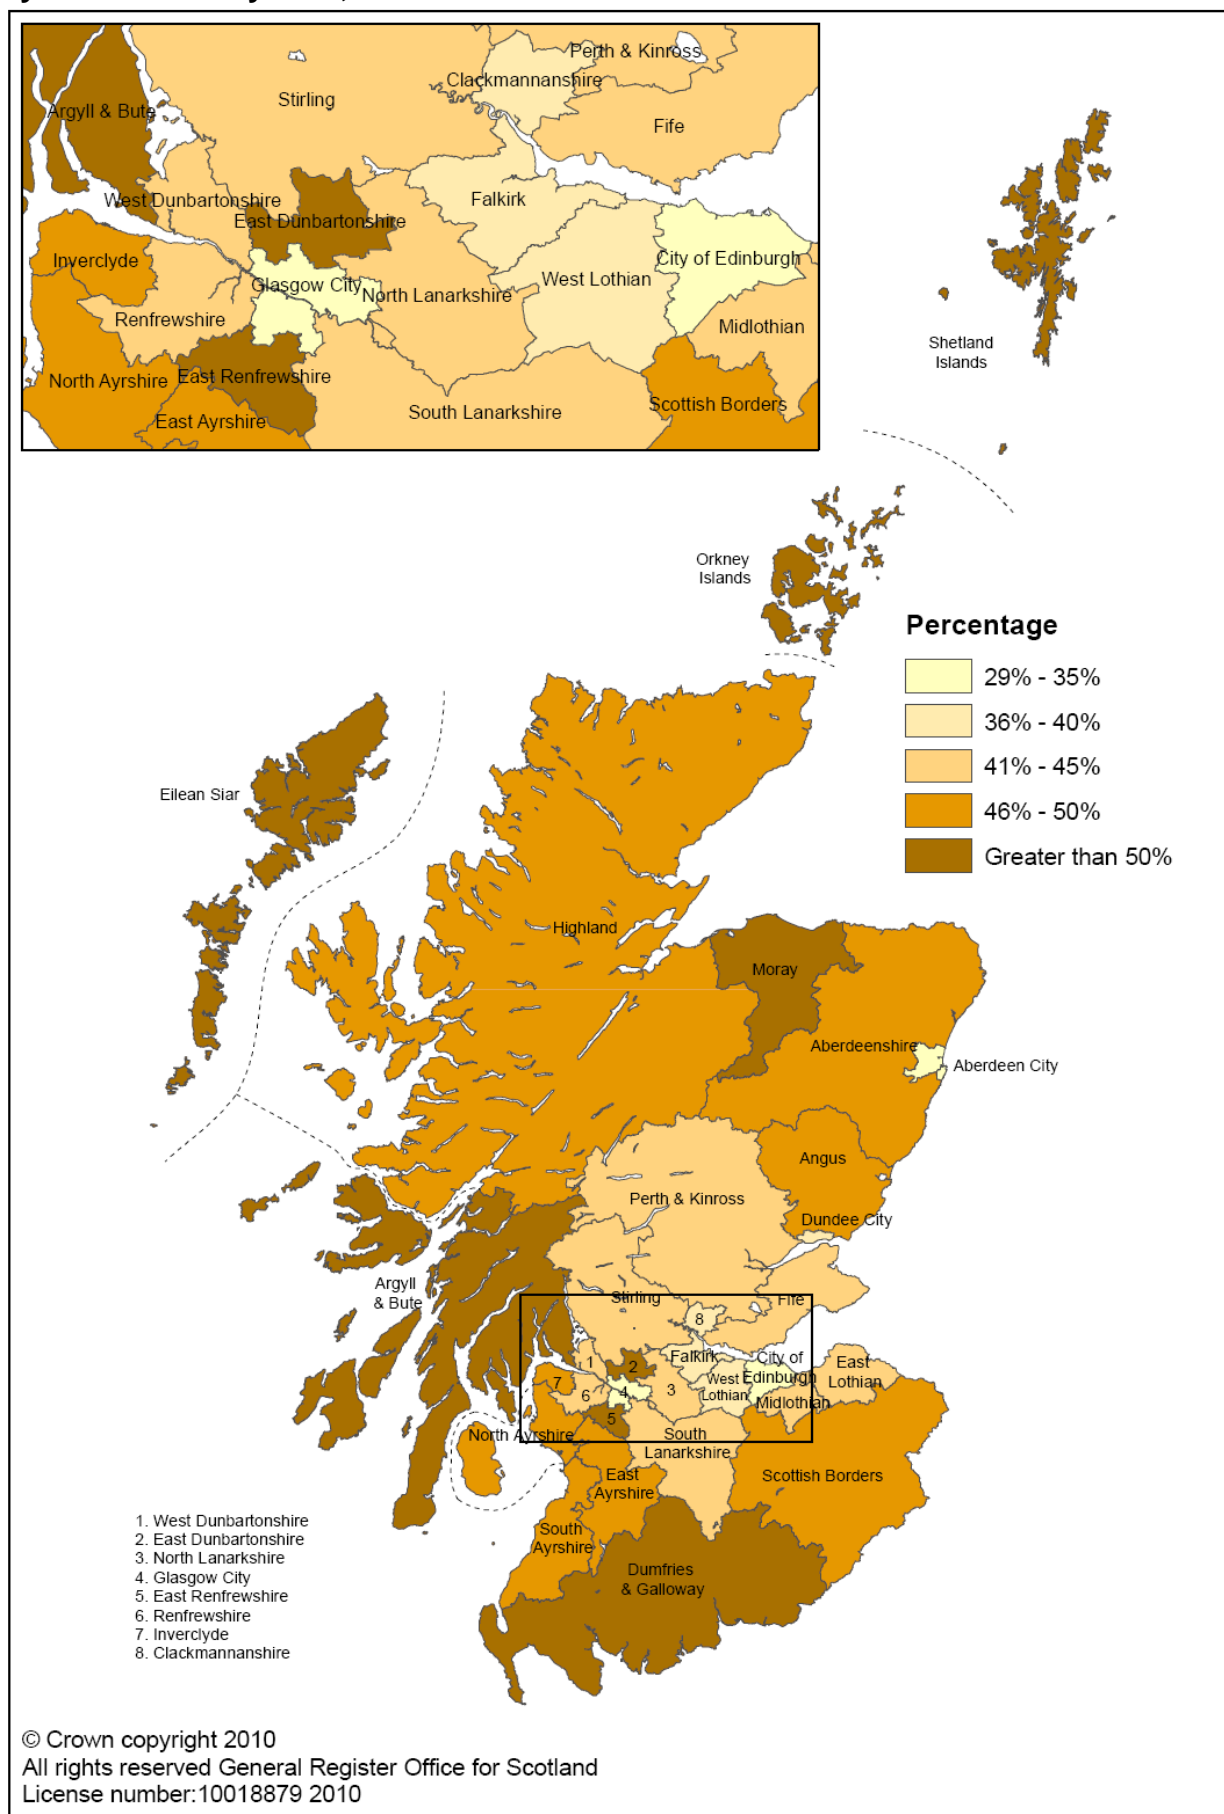 Argyll & Bute
Stirling
Clackmannanshire
Perth & Kinross
Fife
West Dunbartonshire
East Dunbartonshire
Falkirk
Inverclyde
Glasgow City
North Lanarkshire
West Lothian
City of Edinburgh
Renfrewshire
Midlothian
North Ayrshire
East Renfrewshire
East Ayrshire
South Lanarkshire
Scottish Borders
Shetland
Islands
Orkney
Islands
Percentage
29% - 35%
36% - 40%
41% - 45%
46% - 50%
Greater than 50%
Eilean Siar
Highland
Moray
Aberdeenshire
Aberdeen City
Angus
Perth & Kinross
Dundee City
Argyll
& Bute
Stirling
Fife
8
1
2
Falkirk
City of
Edinburgh
East
Lothian
7
6
4
3
West
Lothian
Midlothian
5
North Ayrshire
South
Lanarkshire
East
Ayrshire
Scottish Borders
South
Ayrshire
Dumfries
& Galloway
1. West Dunbartonshire
2. East Dunbartonshire
3. North Lanarkshire
4. Glasgow City
5. East Renfrewshire
6. Renfrewshire
7. Inverclyde
8. Clackmannanshire
© Crown copyright 2010
All rights reserved General Register Office for Scotland
License number:10018879 2010